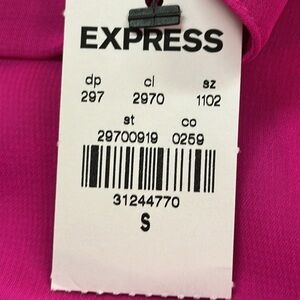 EXPRESS
dp cl sz
297 2970 1102
st co
29700919 0259
31244770
S